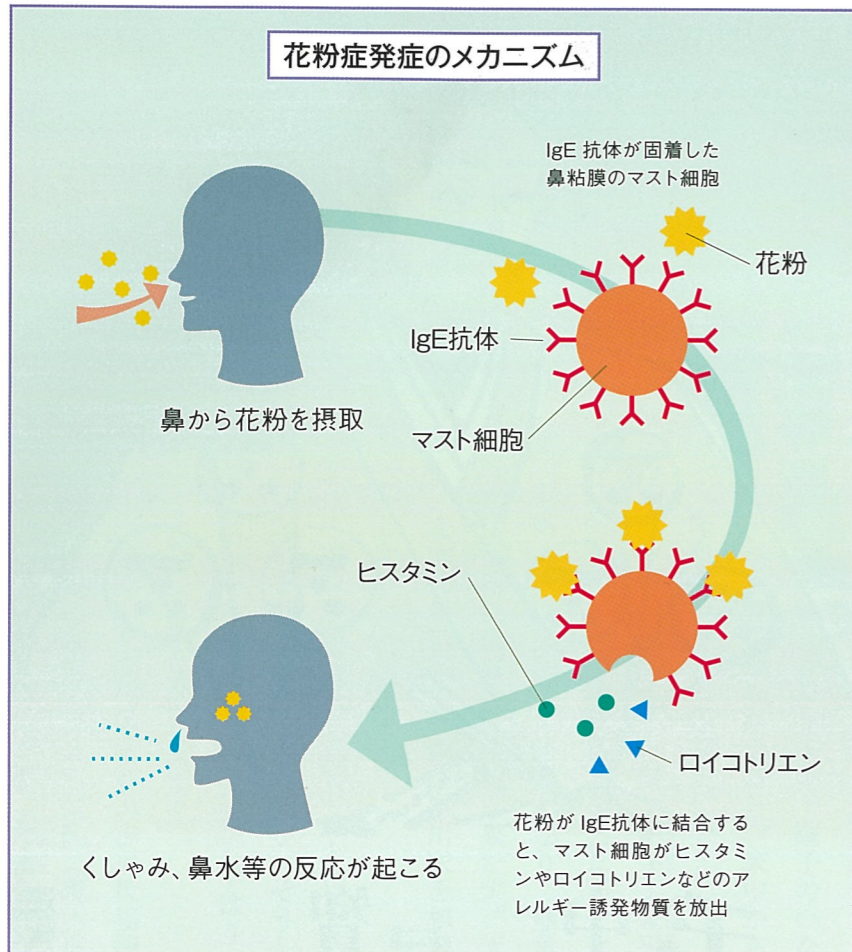 花粉症発症のメカニズム
IgE 抗体が固着した
鼻粘膜のマスト細胞
花粉
IgE抗体
マスト細胞
鼻から花粉を摂取
ヒスタミン
ロイコトリエン
花粉が IgE抗体に結合する
と、マスト細胞がヒスタミ
ンやロイコトリエンなどのア
レルギー誘発物質を放出
くしゃみ、鼻水等の反応が起こる